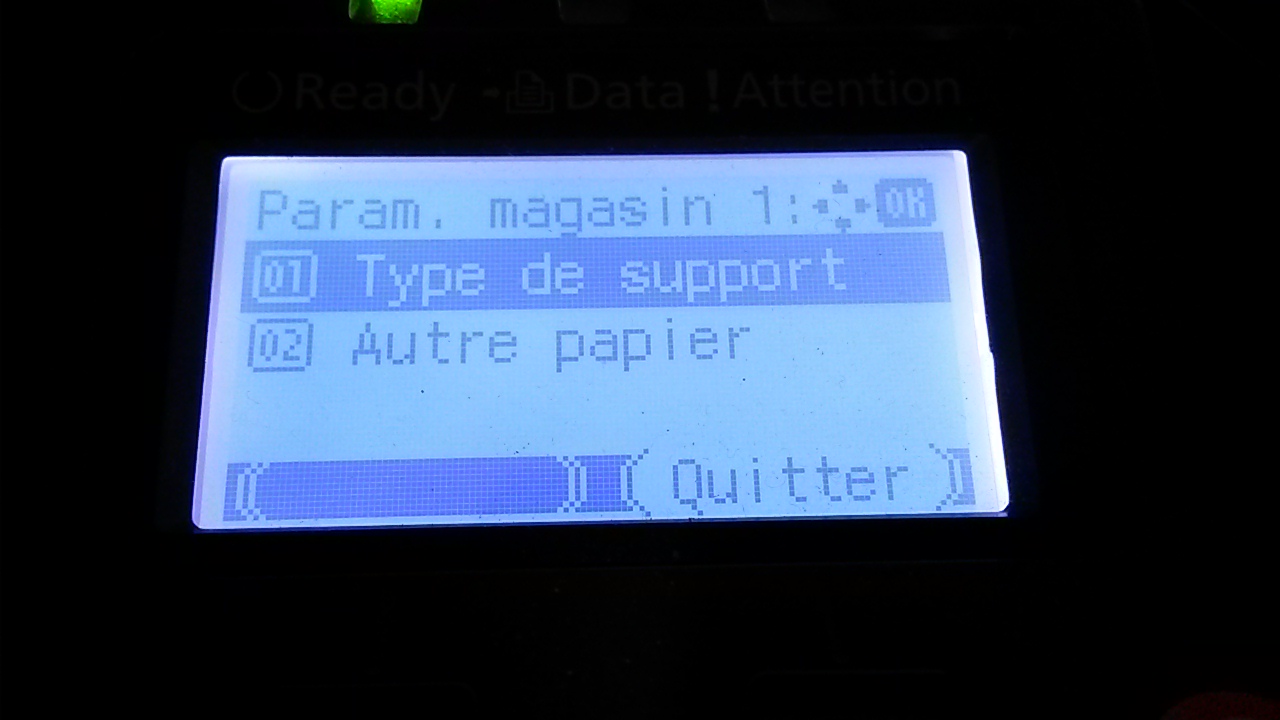 Ready Data ! Attention
Param. magasin 1: OK
01 Type de support
02 Autre papier
Quitter